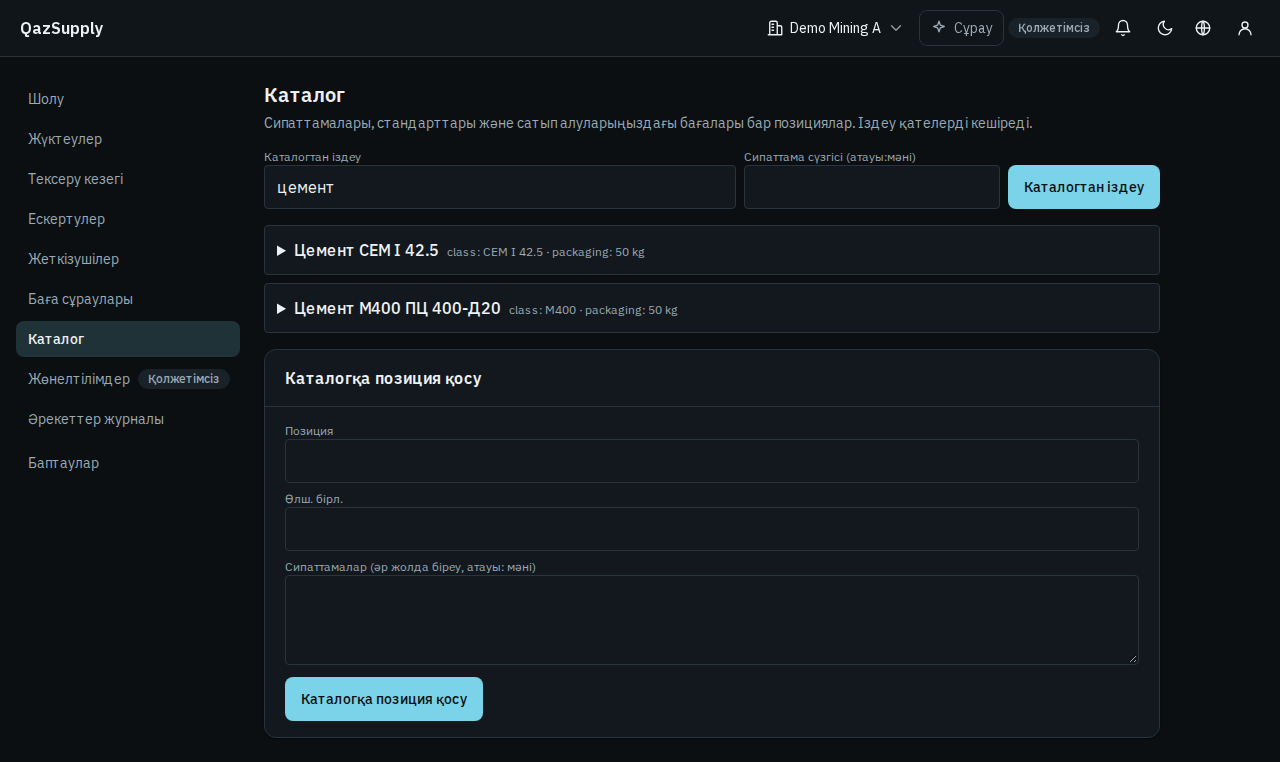 QazSupply
Demo Mining A
Сұрау
Қолжетімсіз
Шолу
Жүктеулер
Тексеру кезегі
Ескертулер
Жеткізушілер
Баға сұраулары
Каталог
Жөнелтілімдер Қолжетімсіз
Әрекеттер журналы
Баптаулар
Каталог
Сипаттамалары, стандарттары және сатып алуларыңыздағы бағалары бар позициялар. Іздеу қателерді кешіреді.
Каталогтан іздеу
цемент
Сипаттама сүзгісі (атауы:мәні)
Каталогтан іздеу
Цемент CEM I 42.5 class: CEM I 42.5 · packaging: 50 kg
Цемент М400 ПЦ 400-Д20 class: M400 · packaging: 50 kg
Каталогқа позиция қосу
Позиция
Өлш. бірл.
Сипаттамалар (әр жолда біреу, атауы: мәні)
Каталогқа позиция қосу